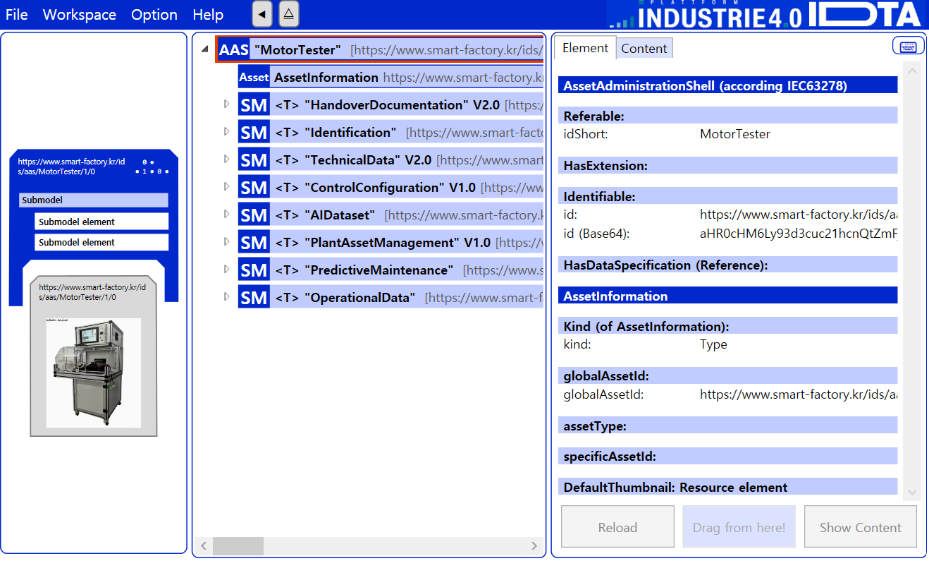 File Workspace Option Help
PLATTFORM
INDUSTRIE4.0 IDTA
https://www.smart-factory.kr/id
s/aas/MotorTester/1/0
Submodel
Submodel element
Submodel element
https://www.smart-factory.kr/id
s/aas/MotorTester/1/0
AAS "MotorTester" [https://www.smart-factory.kr/ids/
Asset AssetInformation https://www.smart-factory.k
SM <T> "HandoverDocumentation" V2.0 [https:/
SM <T> "Identification" [https://www.smart-factc
SM <T> "TechnicalData" V2.0 [https://www.smar
SM <T> "ControlConfiguration" V1.0 [https://ww
SM <T> "AIDataset" [https://www.smart-factory.k
SM <T> "PlantAssetManagement" V1.0 [https://v
SM <T> "PredictiveMaintenance" [https://www.sm
SM <T> "OperationalData" [https://www.smart-f
Element Content
AssetAdministrationShell (according IEC63278)
Referable:
idShort: MotorTester
HasExtension:
Identifiable:
id: https://www.smart-factory.kr/ids/aa
id (Base64): aHR0cHM6Ly93d3cuc21hcnQtZmF
HasDataSpecification (Reference):
AssetInformation
Kind (of AssetInformation):
kind: Type
globalAssetId:
globalAssetId: https://www.smart-factory.kr/ids/aa
assetType:
specificAssetId:
DefaultThumbnail: Resource element
Reload Drag from here! Show Content